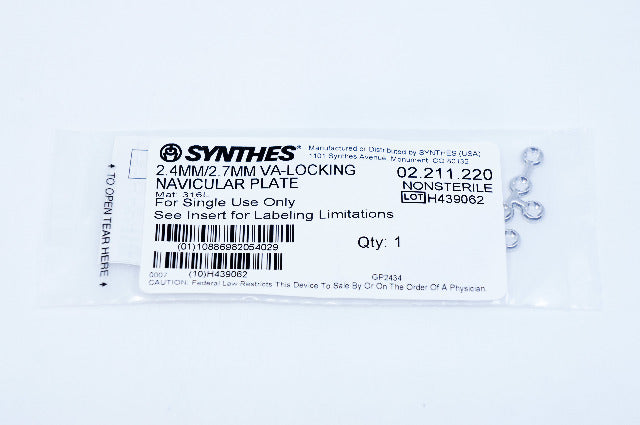 SYNTHES®
Manufactured or Distributed by SYNTHES (USA)
1101 Synthes Avenue, Monument, CO 80132
2.4MM/2.7MM VA-LOCKING
NAVICULAR PLATE
02.211.220
NONSTERILE
LOT H439062
Mat: 316L
For Single Use Only
See Insert for Labeling Limitations
(01)10886982054029
Qty: 1
(10)H439062
0007
GP2434
CAUTION: Federal Law Restricts This Device To Sale By Or On The Order Of A Physician.
TO OPEN TEAR HERE